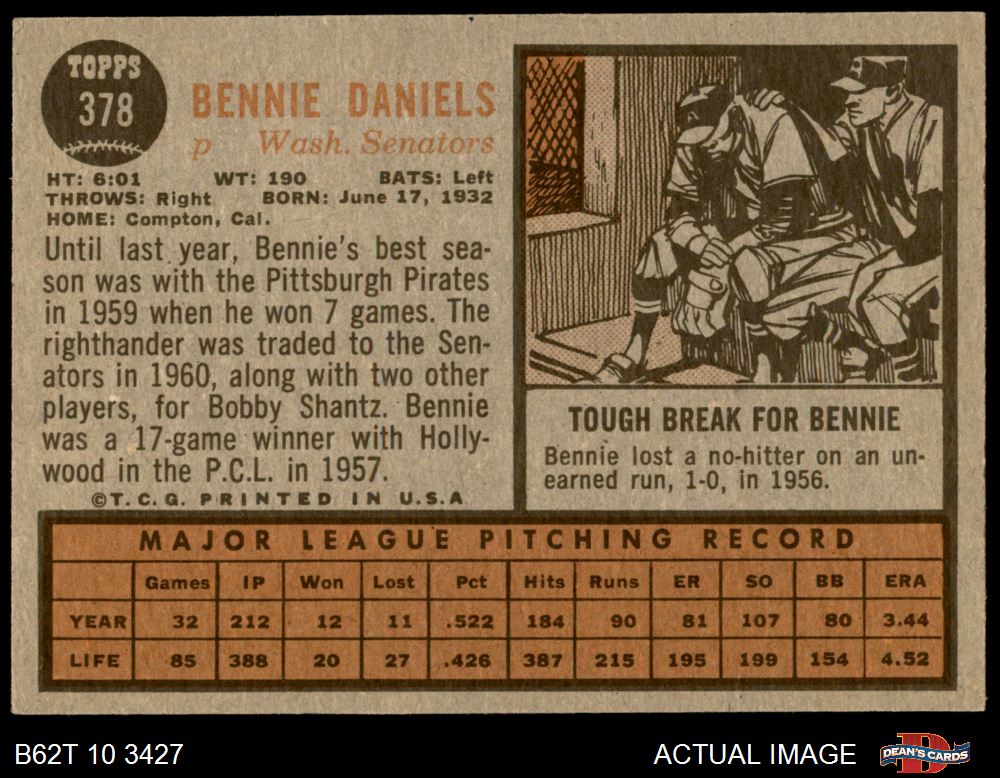 TOPPS
378
BENNIE DANIELS
p Wash. Senators
HT: 6:01 WT: 190 BATS: Left
THROWS: Right BORN: June 17, 1932
HOME: Compton, Cal.
Until last year, Bennie's best sea-
son was with the Pittsburgh Pirates
in 1959 when he won 7 games. The
righthander was traded to the Sen-
ators in 1960, along with two other
players, for Bobby Shantz. Bennie
was a 17-game winner with Holly-
wood in the P.C.L. in 1957.
©T.C.G. PRINTED IN U.S.A
B
TOUGH BREAK FOR BENNIE
Bennie lost a no-hitter on an un-
earned run, 1-0, in 1956.
MAJOR LEAGUE PITCHING RECORD
Games IP Won Lost Pct Hits Runs ER SO BB ERA
YEAR 32 212 12 11 .522 184 90 81 107 80 3.44
LIFE 85 388 20 27 .426 387 215 195 199 154 4.52
B62T 10 3427 ACTUAL IMAGE D DEAN'S CARDS